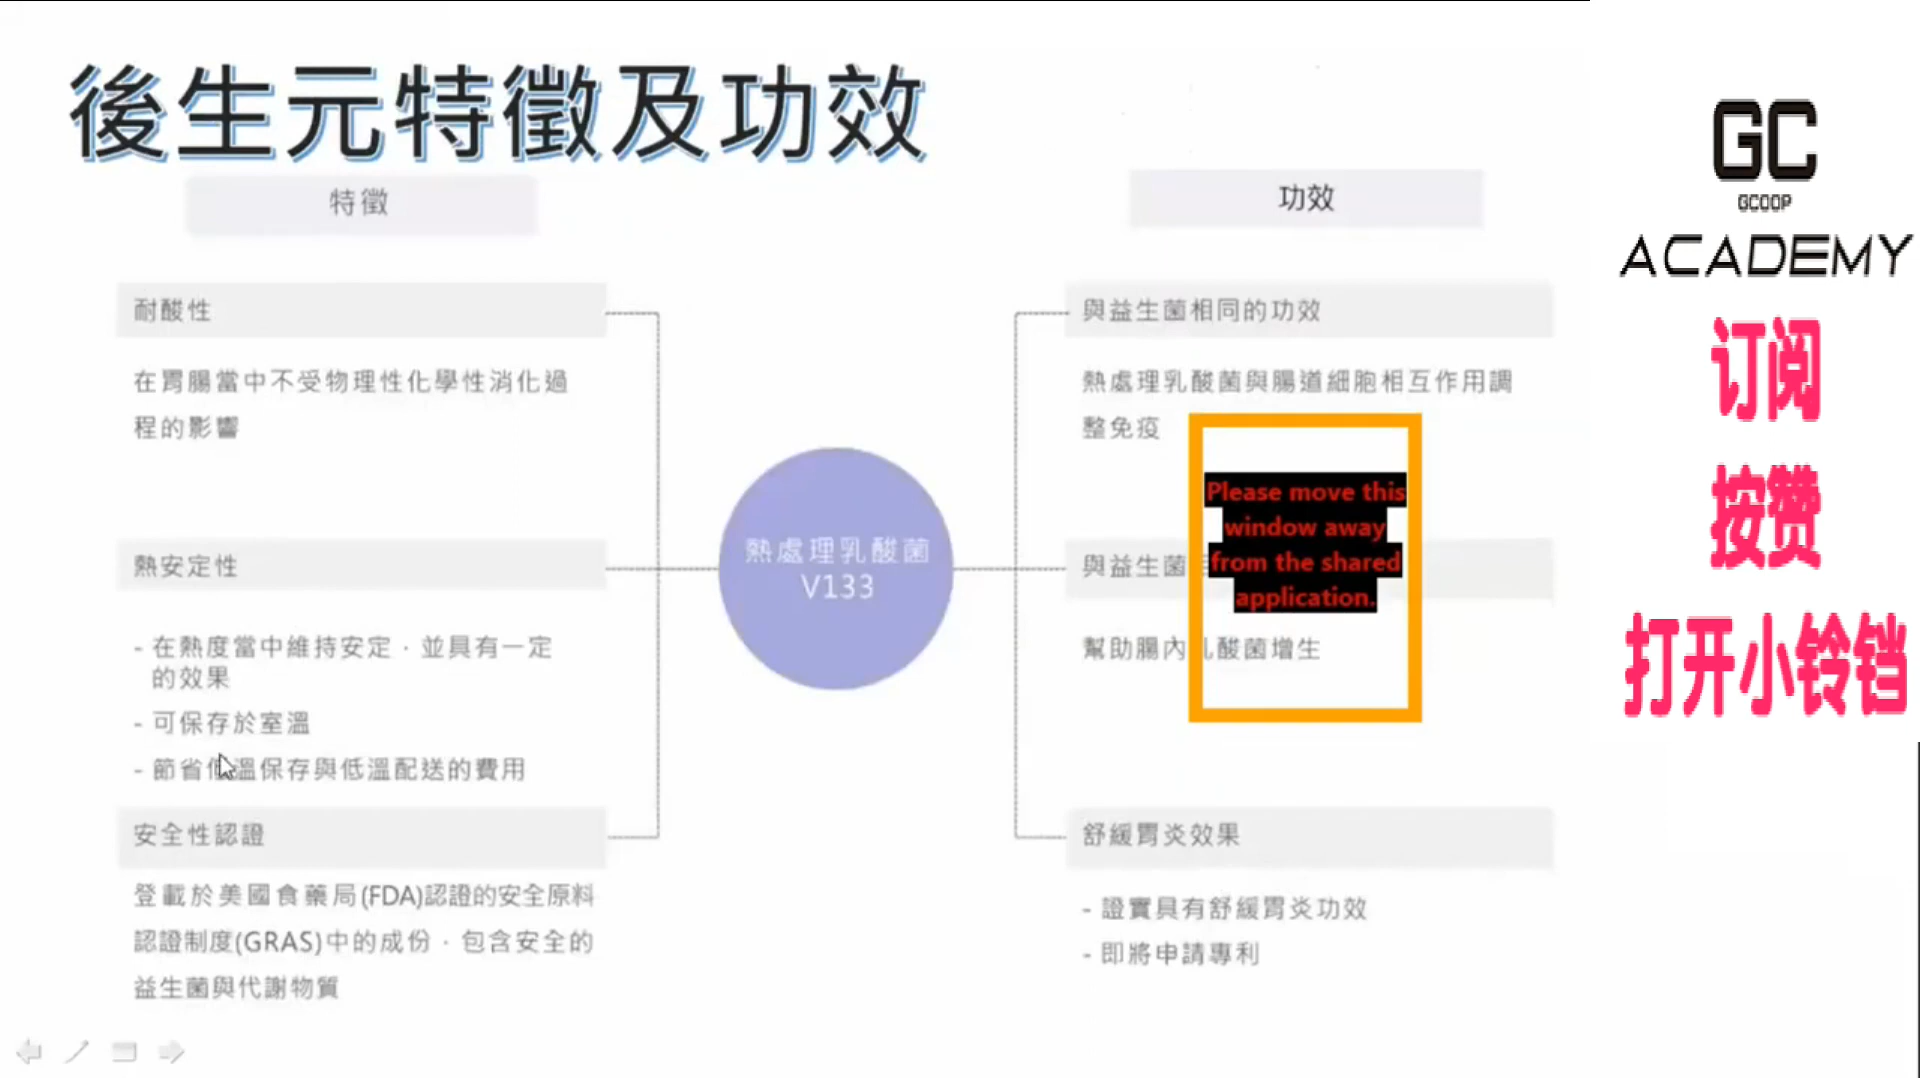 後生元特徵及功效
特徵
耐酸性
在胃腸當中不受物理性化學性消化過
程的影響
熱安定性
- 在熱度當中維持安定，並具有一定
的效果
- 可保存於室溫
- 節省低溫保存與低溫配送的費用
安全性認證
登載於美國食藥局(FDA)認證的安全原料
認證制度(GRAS)中的成份，包含安全的
益生菌與代謝物質
熱處理乳酸菌
V133
功效
與益生菌相同的功效
熱處理乳酸菌與腸道細胞相互作用調
整免疫
與益生菌
幫助腸內乳酸菌增生
Please move this
window away
from the shared
application.
舒緩胃炎效果
- 證實具有舒緩胃炎功效
- 即將申請專利
GC
GCOOP
ACADEMY
订阅
按赞
打开小铃铛